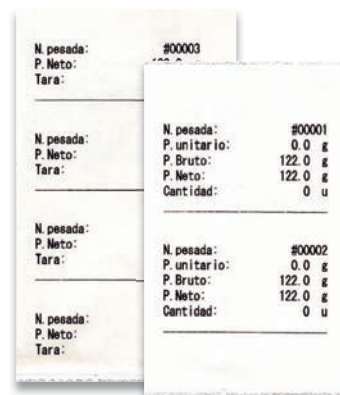 N. pesada: #00003
P. Neto:
Tara:
N. pesada:
P. Neto:
Tara:
N. pesada:
P. Neto:
Tara:
N. pesada:
P. Neto:
Tara:
N. pesada: #00001
P. unitario: 0.0 g
P. Bruto: 122.0 g
P. Neto: 122.0 g
Cantidad: 0 u
N. pesada: #00002
P. unitario: 0.0 g
P. Bruto: 122.0 g
P. Neto: 122.0 g
Cantidad: 0 u